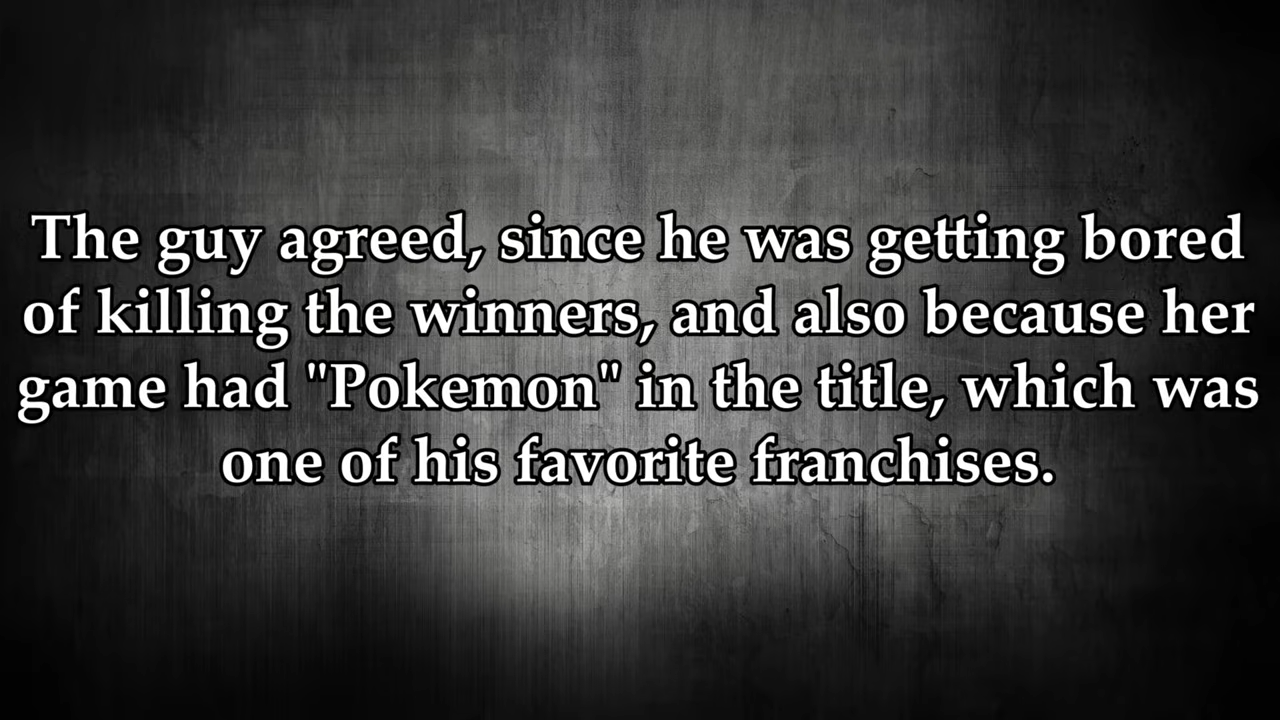 The guy agreed, since he was getting bored
of killing the winners, and also because her
game had "Pokemon" in the title, which was
one of his favorite franchises.